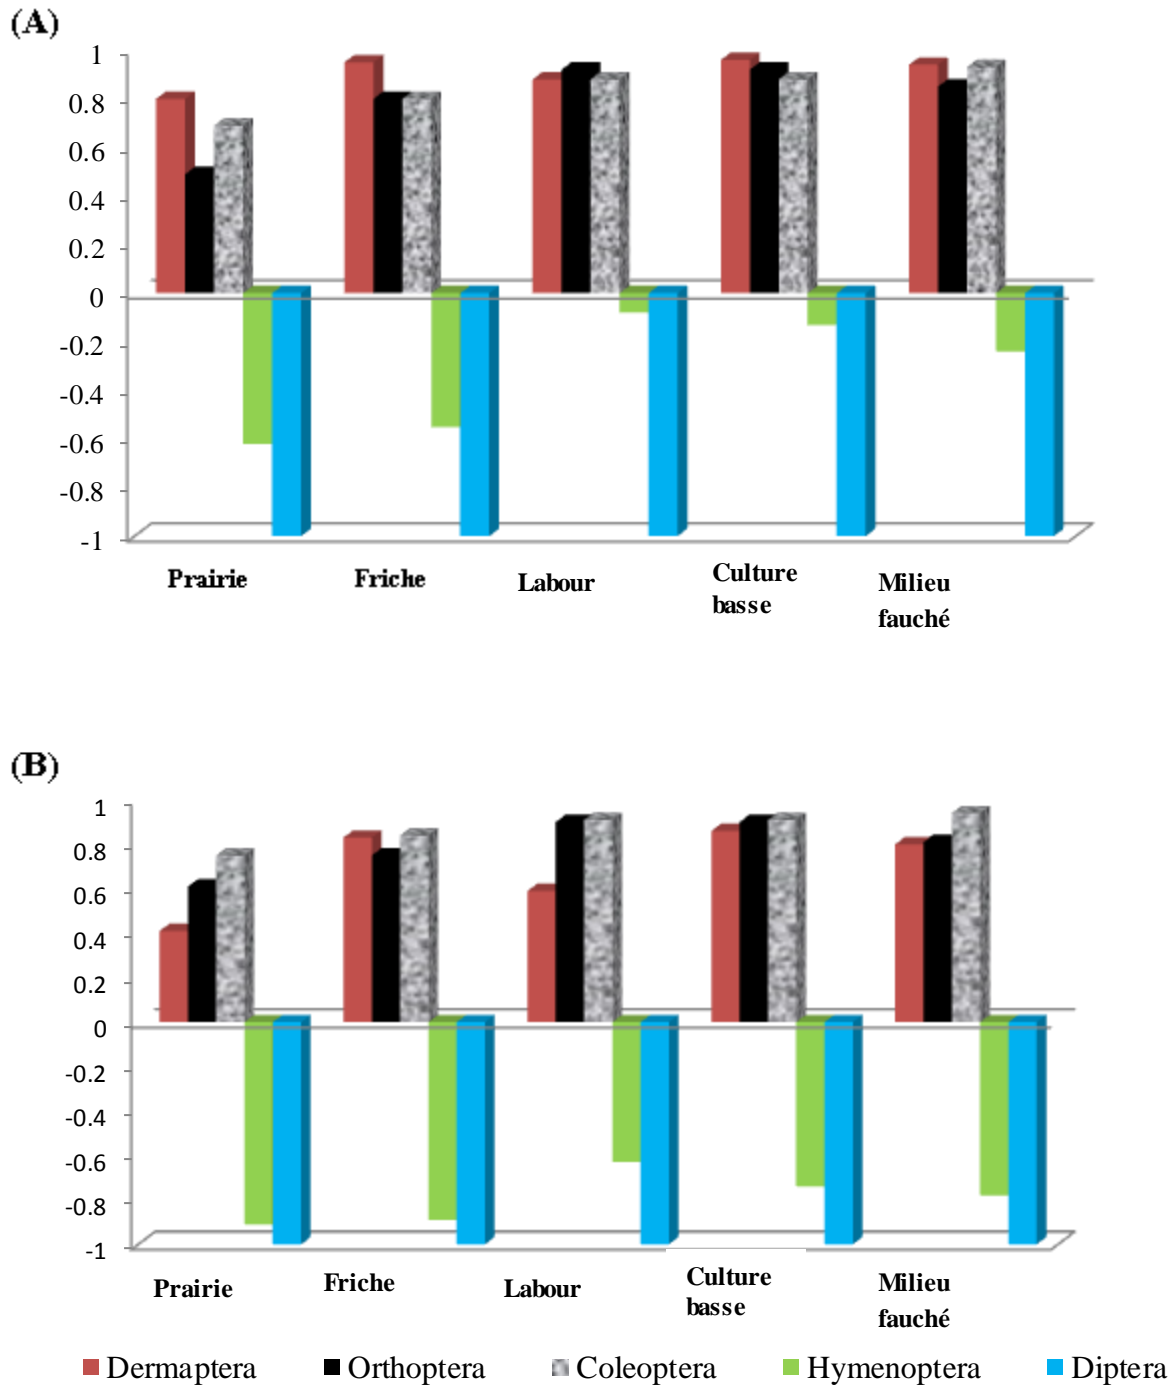 (A)
1
0.8
0.6
0.4
0.2
0
-0.2
-0.4
-0.6
-0.8
-1
Prairie
Friche
Labour
Culture
basse
Milieu
fauché
(B)
1
0.8
0.6
0.4
0.2
0
-0.2
-0.4
-0.6
-0.8
-1
Prairie
Friche
Labour
Culture
basse
Milieu
fauché
Dermaptera Orthoptera Coleoptera Hymenoptera Diptera